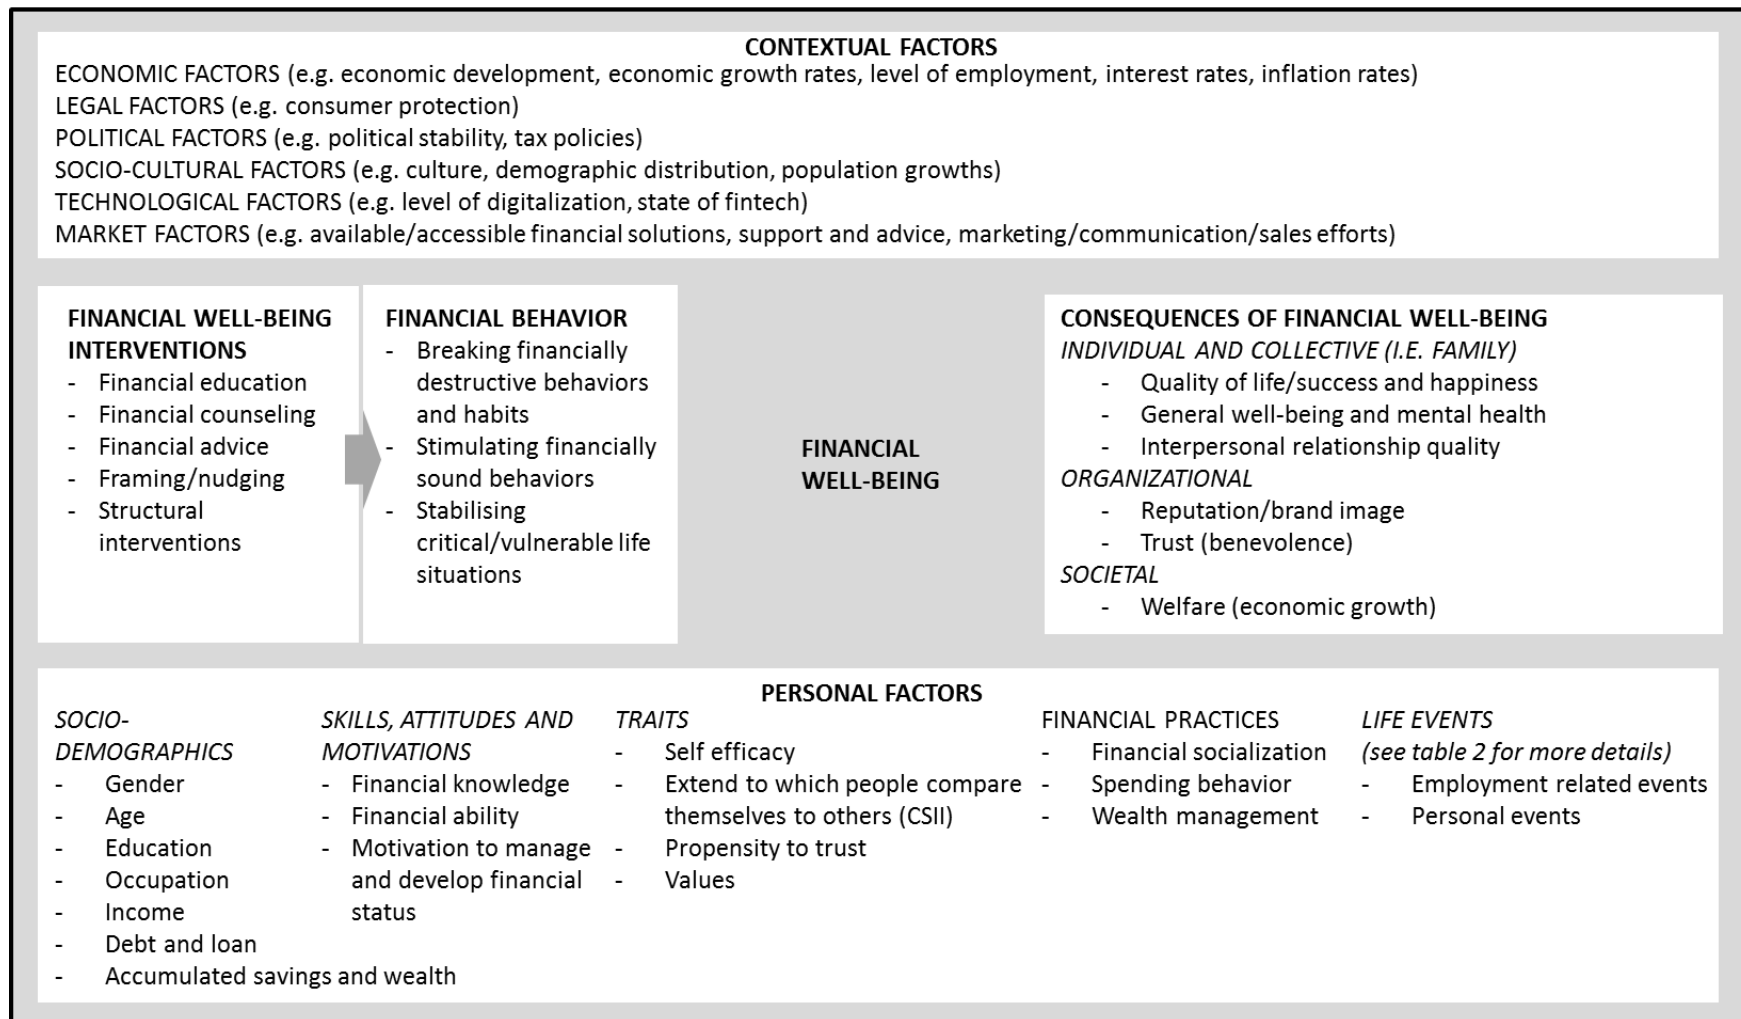 CONTEXTUAL FACTORS
ECONOMIC FACTORS (e.g. economic development, economic growth rates, level of employment, interest rates, inflation rates)
LEGAL FACTORS (e.g. consumer protection)
POLITICAL FACTORS (e.g. political stability, tax policies)
SOCIO-CULTURAL FACTORS (e.g. culture, demographic distribution, population growths)
TECHNOLOGICAL FACTORS (e.g. level of digitalization, state of fintech)
MARKET FACTORS (e.g. available/accessible financial solutions, support and advice, marketing/communication/sales efforts)
FINANCIAL WELL-BEING
INTERVENTIONS
- Financial education
- Financial counseling
- Financial advice
- Framing/nudging
- Structural
interventions
FINANCIAL BEHAVIOR
- Breaking financially
destructive behaviors
and habits
- Stimulating financially
sound behaviors
- Stabilising
critical/vulnerable life
situations
FINANCIAL
WELL-BEING
CONSEQUENCES OF FINANCIAL WELL-BEING
INDIVIDUAL AND COLLECTIVE (I.E. FAMILY)
- Quality of life/success and happiness
- General well-being and mental health
- Interpersonal relationship quality
ORGANIZATIONAL
- Reputation/brand image
- Trust (benevolence)
SOCIETAL
- Welfare (economic growth)
PERSONAL FACTORS
SOCIO-
DEMOGRAPHICS
- Gender
- Age
- Education
- Occupation
- Income
- Debt and loan
- Accumulated savings and wealth
SKILLS, ATTITUDES AND
MOTIVATIONS
- Financial knowledge
- Financial ability
- Motivation to manage
and develop financial
status
TRAITS
- Self efficacy
- Extend to which people compare
themselves to others (CSII)
- Propensity to trust
- Values
FINANCIAL PRACTICES
- Financial socialization
- Spending behavior
- Wealth management
LIFE EVENTS
(see table 2 for more details)
- Employment related events
- Personal events